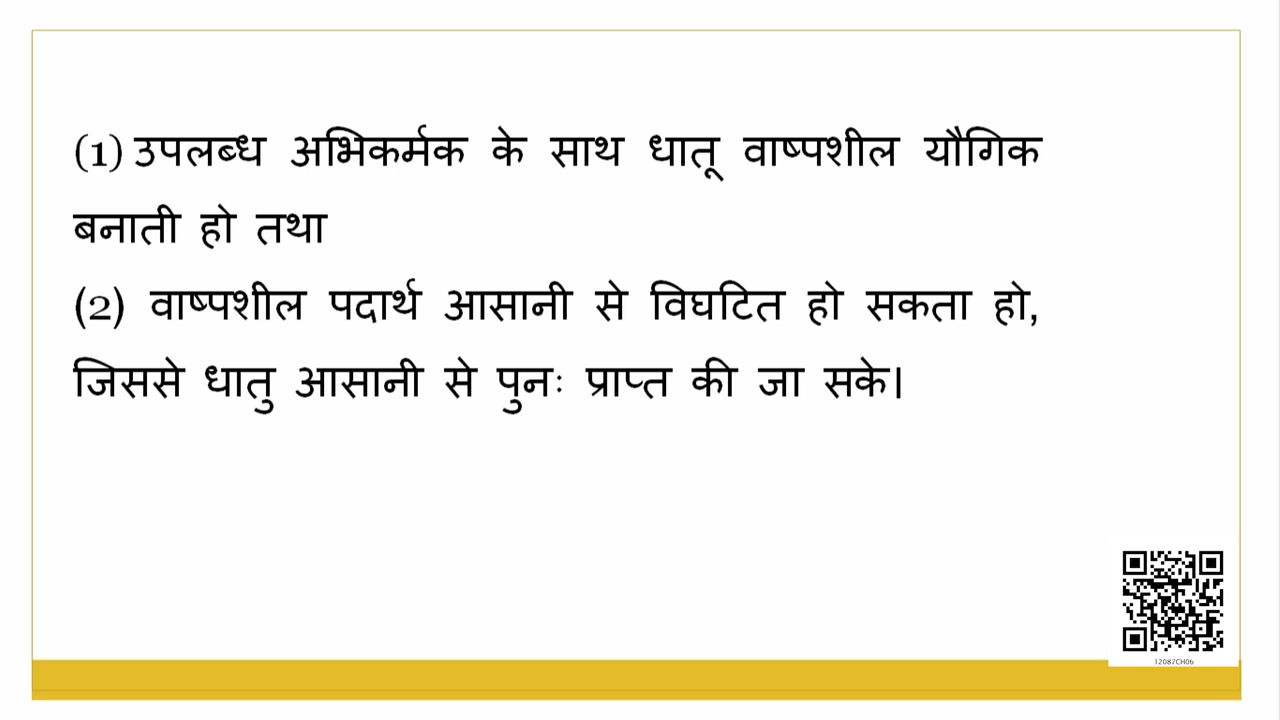 (1) उपलब्ध अभिकर्मक के साथ धातू वाष्पशील यौगिक
बनाती हो तथा
(2) वाष्पशील पदार्थ आसानी से विघटित हो सकता हो,
जिससे धातु आसानी से पुनः प्राप्त की जा सके।
12087CH06